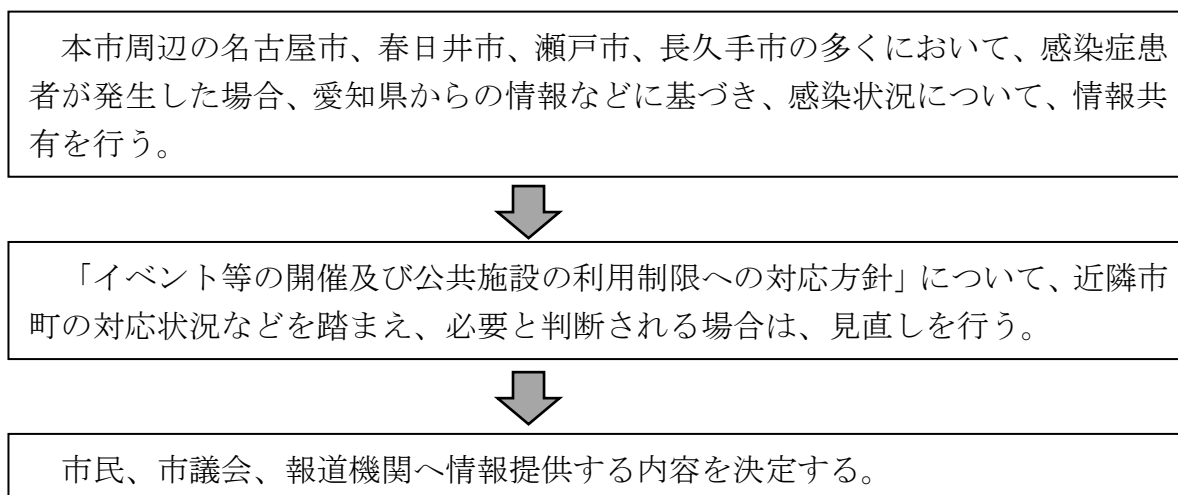 本市周辺の名古屋市、春日井市、瀬戸市、長久手市の多くにおいて、感染症患
者が発生した場合、愛知県からの情報などに基づき、感染状況について、情報共
有を行う。
「イベント等の開催及び公共施設の利用制限への対応方針」について、近隣市
町の対応状況などを踏まえ、必要と判断される場合は、見直しを行う。
市民、市議会、報道機関へ情報提供する内容を決定する。